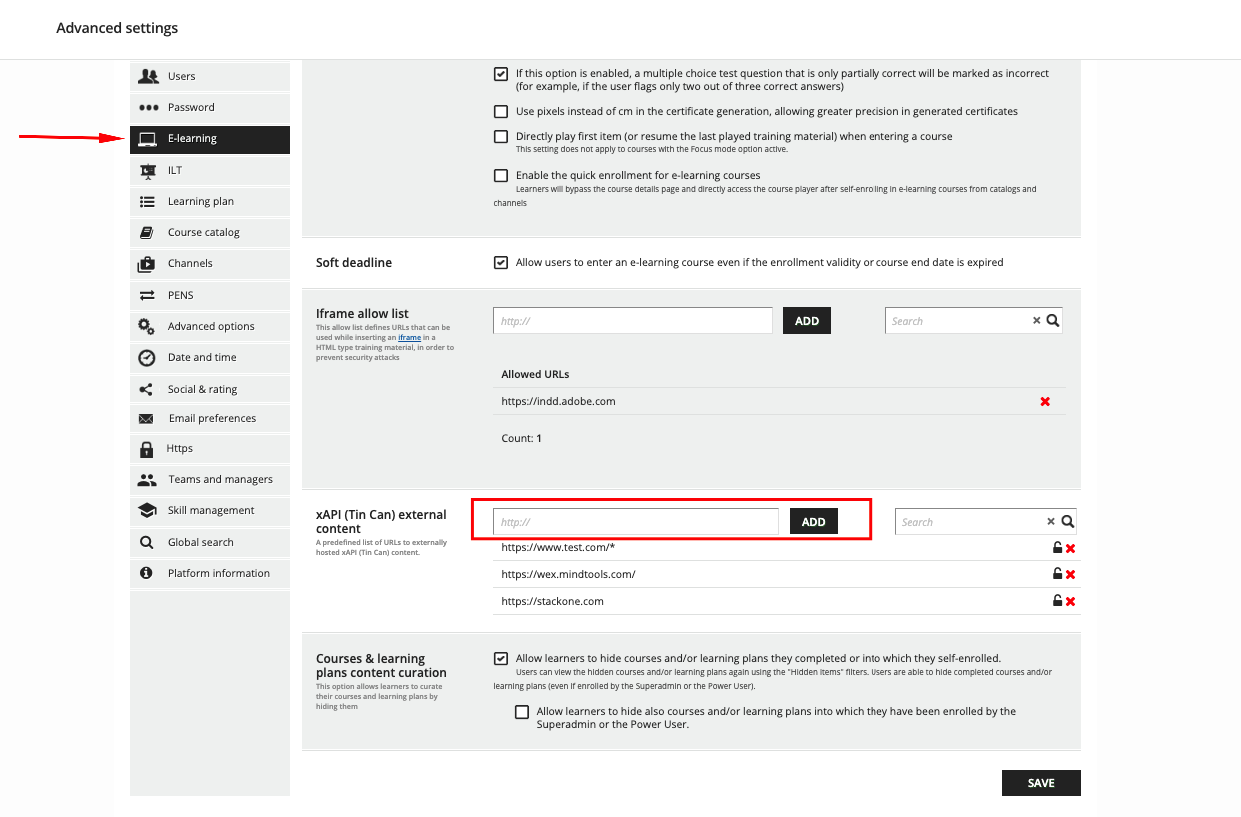 Advanced settings
Users
Password
E-learning
ILT
Learning plan
Course catalog
Channels
PENS
Advanced options
Date and time
Social & rating
Email preferences
Https
Teams and managers
Skill management
Global search
Platform information
If this option is enabled, a multiple choice test question that is only partially correct will be marked as incorrect
(for example, if the user flags only two out of three correct answers)
Use pixels instead of cm in the certificate generation, allowing greater precision in generated certificates
Directly play first item (or resume the last played training material) when entering a course
This setting does not apply to courses with the Focus mode option active.
Enable the quick enrollment for e-learning courses
Learners will bypass the course details page and directly access the course player after self-enrolling in e-learning courses from catalogs and
channels
Soft deadline
Allow users to enter an e-learning course even if the enrollment validity or course end date is expired
Iframe allow list
This allow list defines URLs that can be
used while inserting an iframe in a
HTML type training material, in order to
prevent security attacks
http://
ADD
Search
Allowed URLs
https://indd.adobe.com
Count: 1
xAPI (Tin Can) external
content
A predefined list of URLs to externally
hosted xAPI (Tin Can) content.
http://
ADD
Search
https://www.test.com/*
https://wex.mindtools.com/
https://stackone.com
Courses & learning
plans content curation
This option allows learners to curate
their courses and learning plans by
hiding them
Allow learners to hide courses and/or learning plans they completed or into which they self-enrolled.
Users can view the hidden courses and/or learning plans again using the "Hidden items" filters. Users are able to hide completed courses and/or
learning plans (even if enrolled by the Superadmin or the Power User).
Allow learners to hide also courses and/or learning plans into which they have been enrolled by the
Superadmin or the Power User.
SAVE